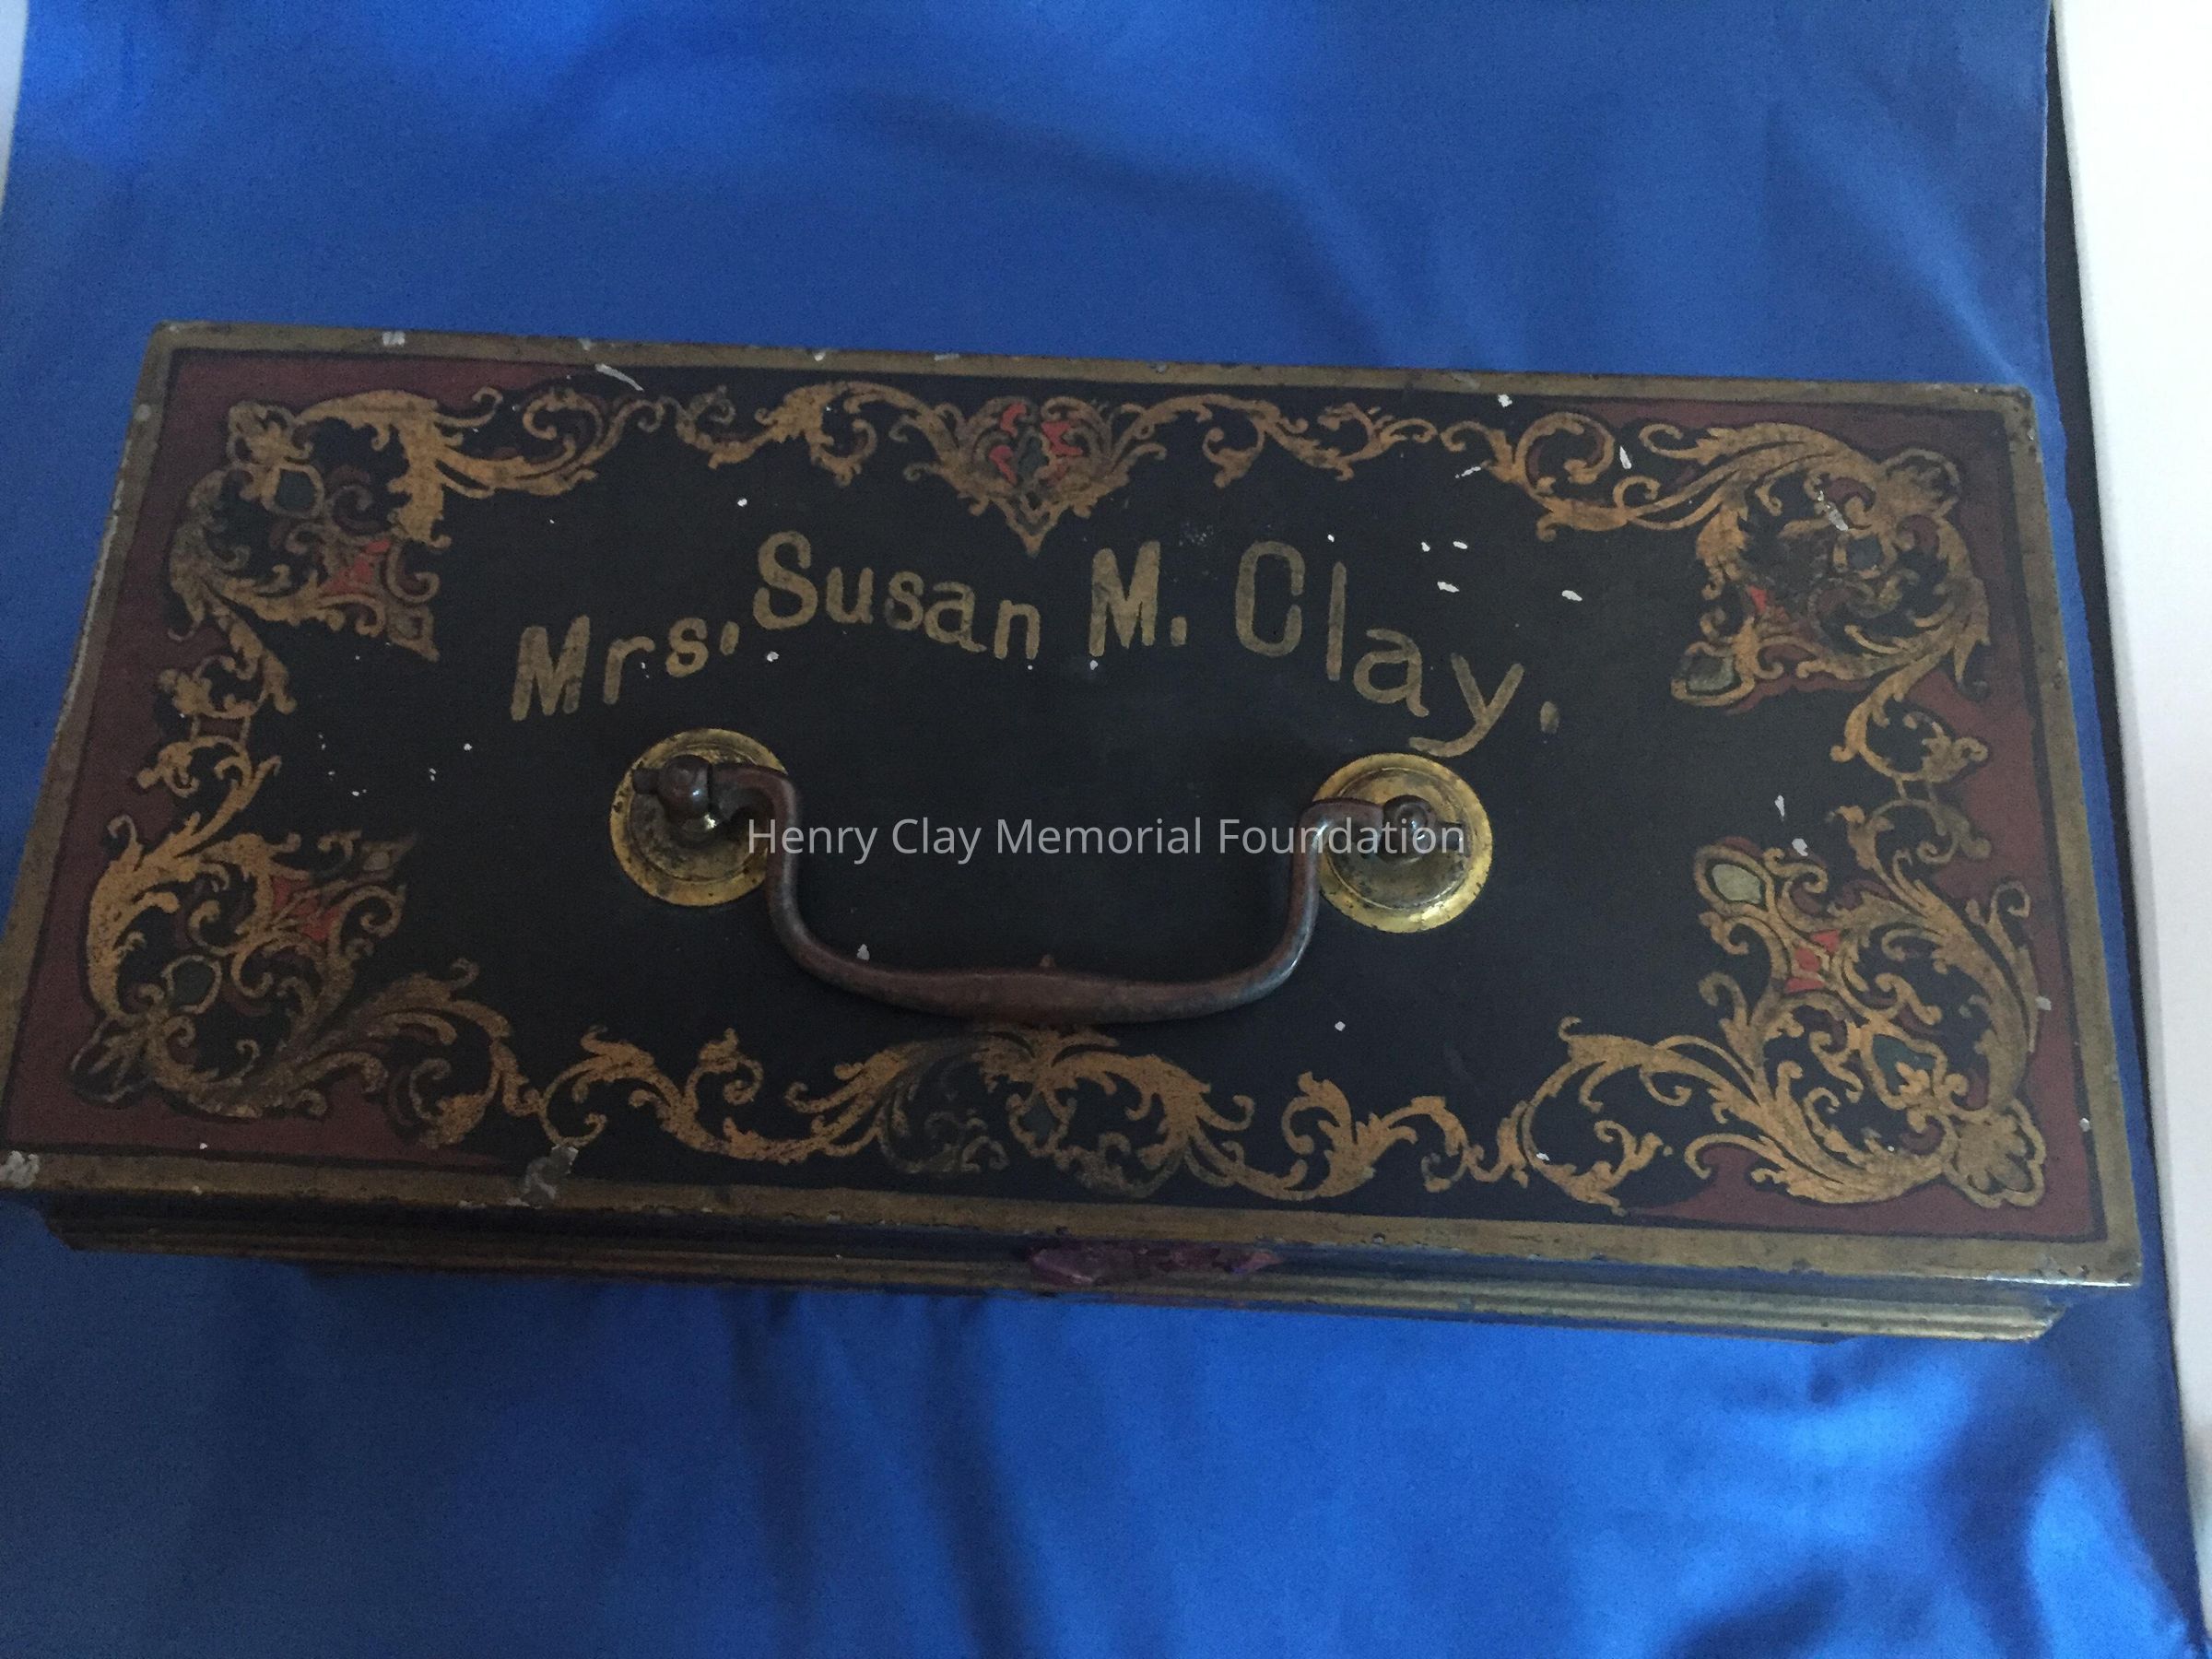 Mrs. Susan M. Clay.
Henry Clay Memorial Foundation